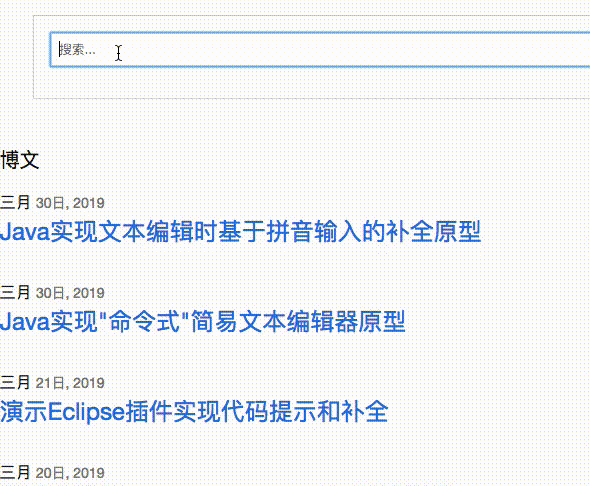 搜索...
博文
三月 30日, 2019
Java实现文本编辑时基于拼音输入的补全原型
三月 30日, 2019
Java实现"命令式"简易文本编辑器原型
三月 21日, 2019
演示Eclipse插件实现代码提示和补全
三月 20日, 2019